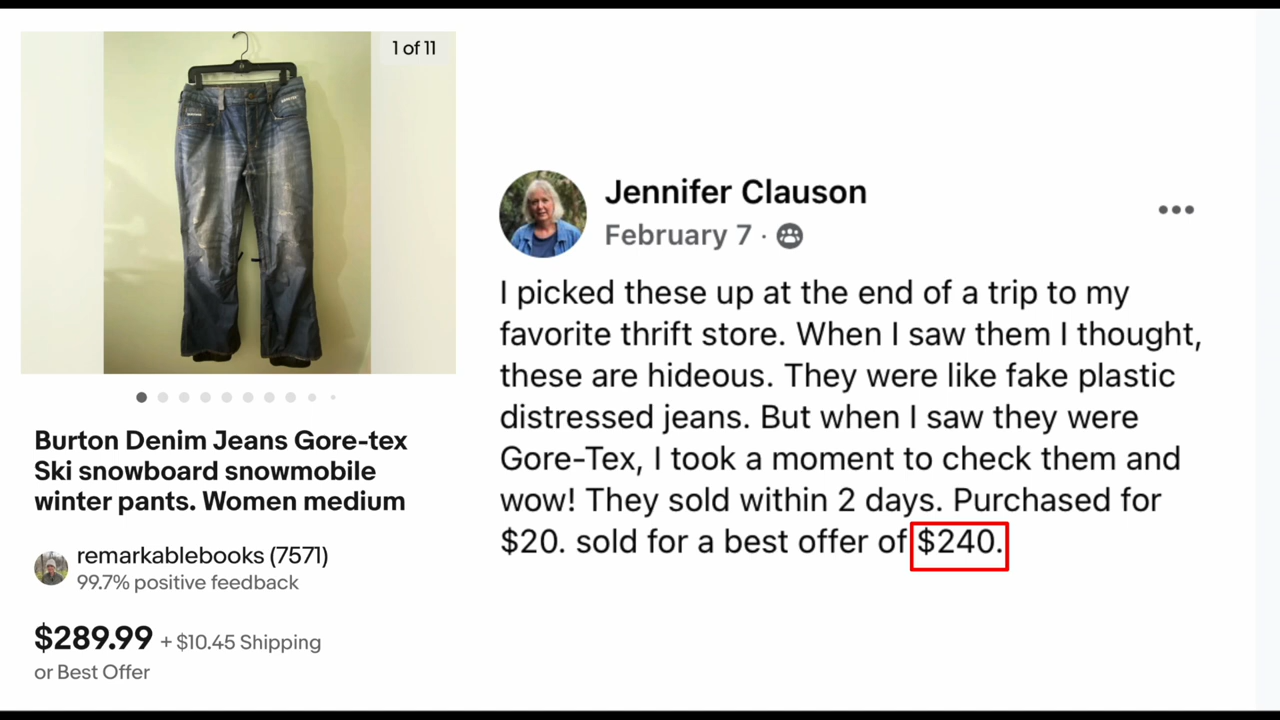 1 of 11
Burton Denim Jeans Gore-tex
Ski snowboard snowmobile
winter pants. Women medium
remarkablebooks (7571)
99.7% positive feedback
$289.99 + $10.45 Shipping
or Best Offer
Jennifer Clauson
February 7 ·
I picked these up at the end of a trip to my
favorite thrift store. When I saw them I thought,
these are hideous. They were like fake plastic
distressed jeans. But when I saw they were
Gore-Tex, I took a moment to check them and
wow! They sold within 2 days. Purchased for
$20. sold for a best offer of $240.